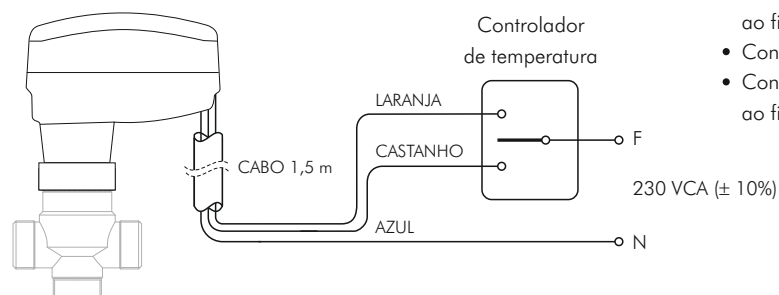 Controlador
de temperatura
LARANJA
CASTANHO
CABO 1,5 m
F
230 VCA (± 10%)
AZUL
N
ao fi
• Con
• Con
ao fi